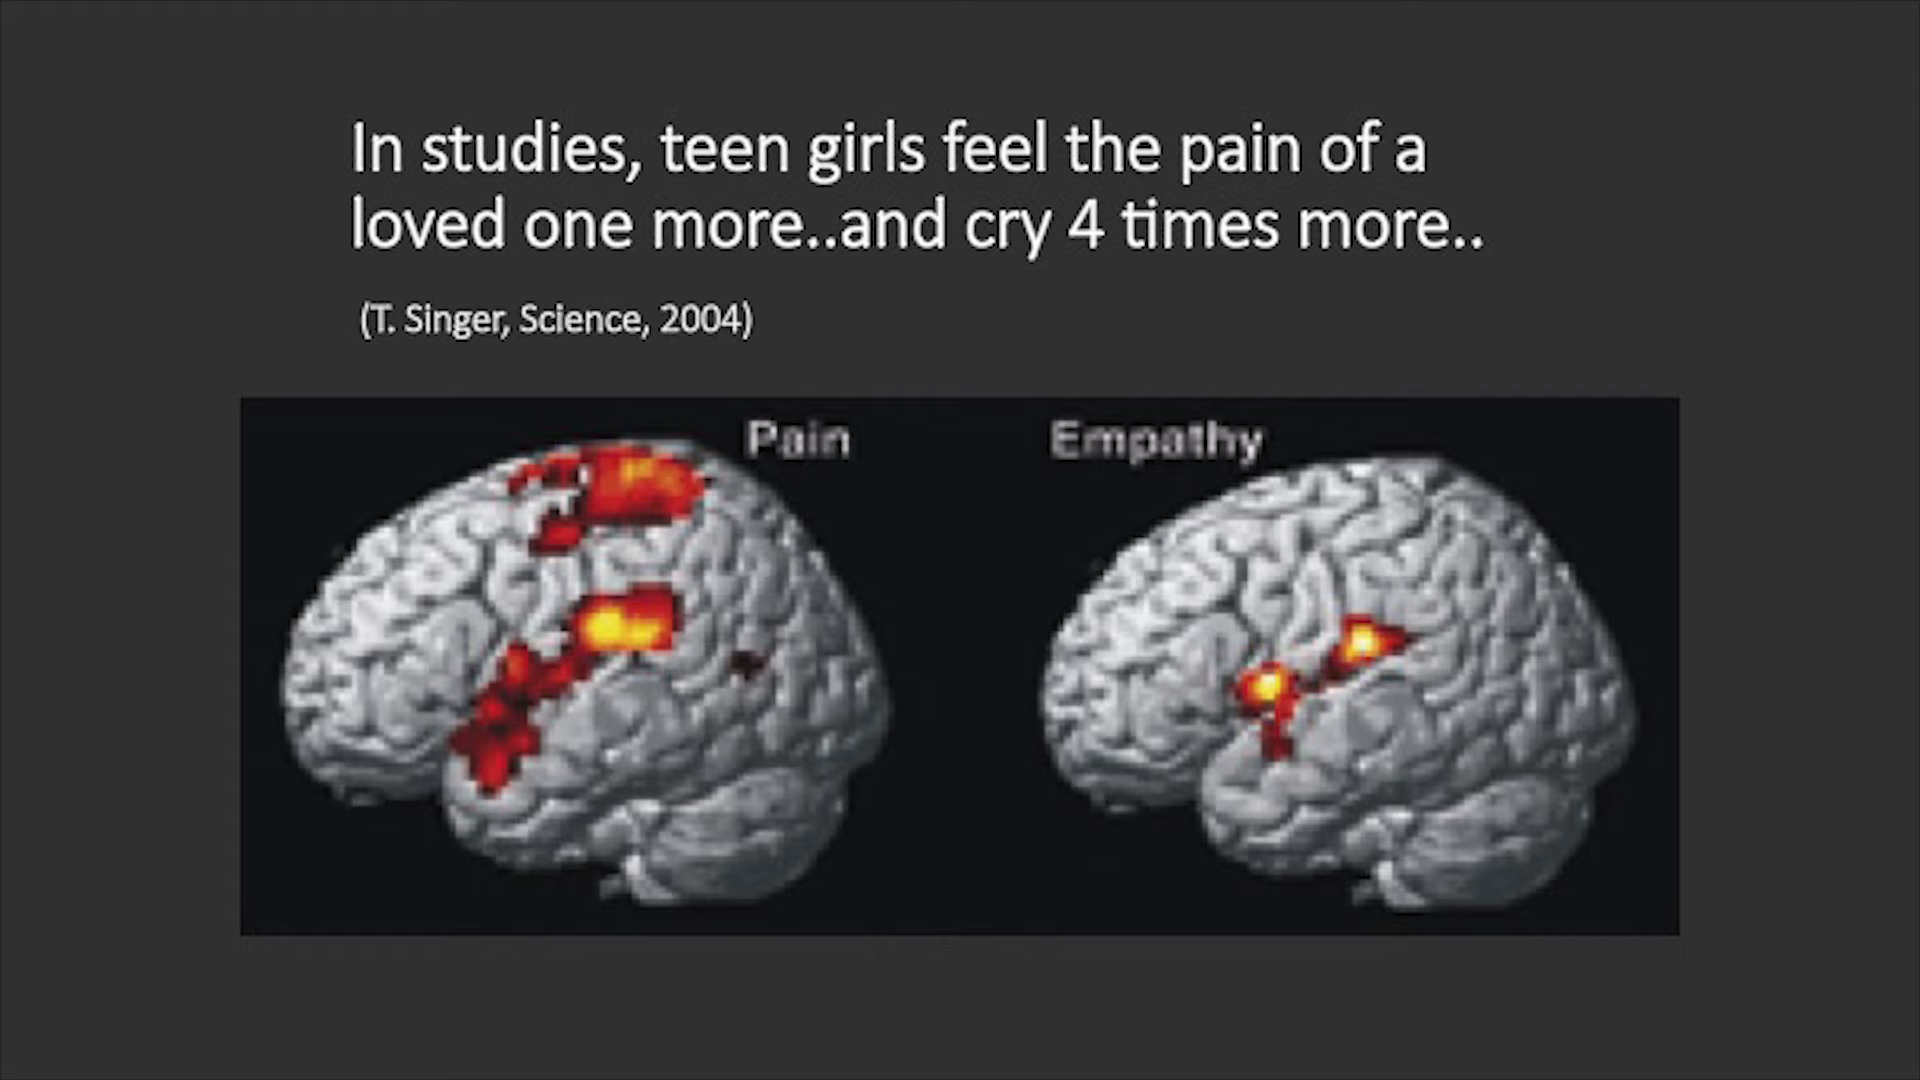 In studies, teen girls feel the pain of a
loved one more..and cry 4 times more..
(T. Singer, Science, 2004)
Pain
Empathy